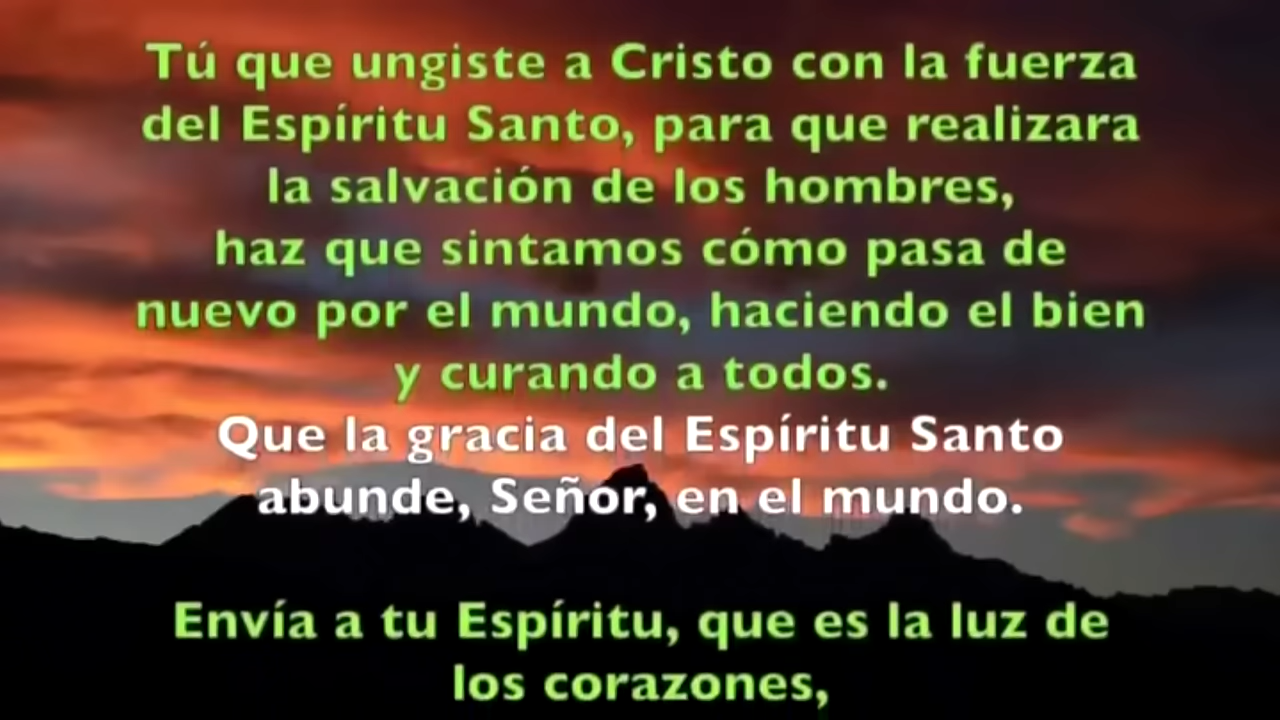 Tú que ungiste a Cristo con la fuerza
del Espíritu Santo, para que realizara
la salvación de los hombres,
haz que sintamos cómo pasa de
nuevo por el mundo, haciendo el bien
y curando a todos.
Que la gracia del Espíritu Santo
abunde, Señor, en el mundo.
Envía a tu Espíritu, que es la luz de
los corazones,